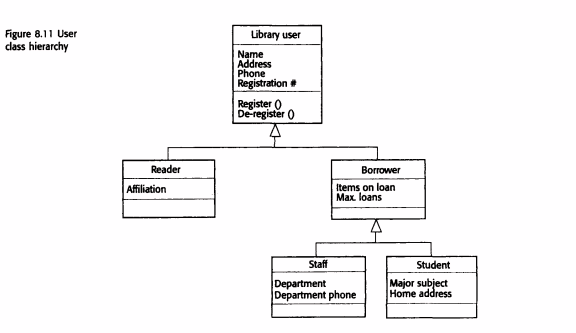 Figure 8.11 User
class hierarchy
Library user
Name
Address
Phone
Registration #
Register ()
De-register ()
Reader
Affiliation
Borrower
Items on loan
Max. loans
Staff
Department
Department phone
Student
Major subject
Home address